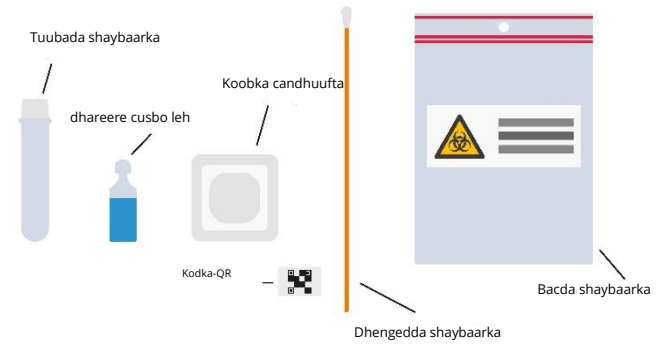 Tuubada shaybaarka
Koobka candhuufta
dhareere cusbo leh
Kodka-QR
Bacda shaybaarka
Dhengedda shaybaarka